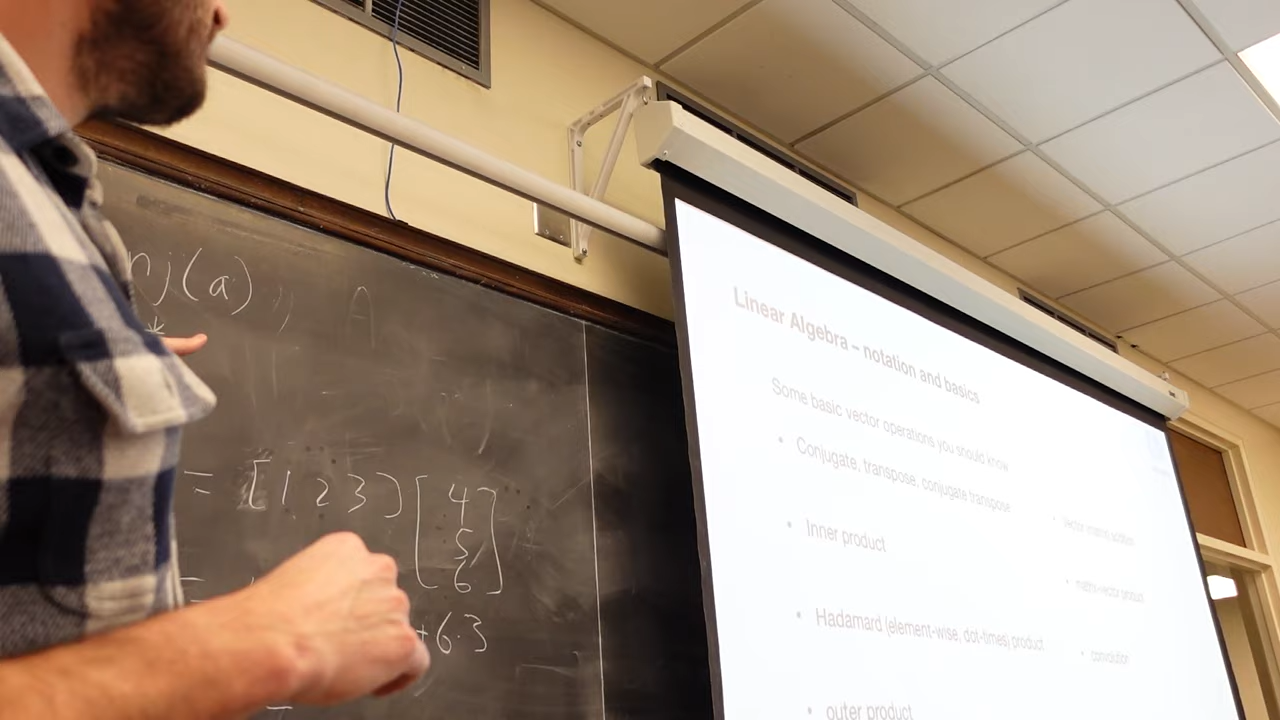 nj(a)
*
A
= [1 2 3] [4
5
6]
=
+6.3
Linear Algebra – notation and basics
Some basic vector operations you should know
• Conjugate, transpose, conjugate transpose
• Inner product
• Hadamard (element-wise, dot-times) product
• outer product
• matrix-vector product
• convolution